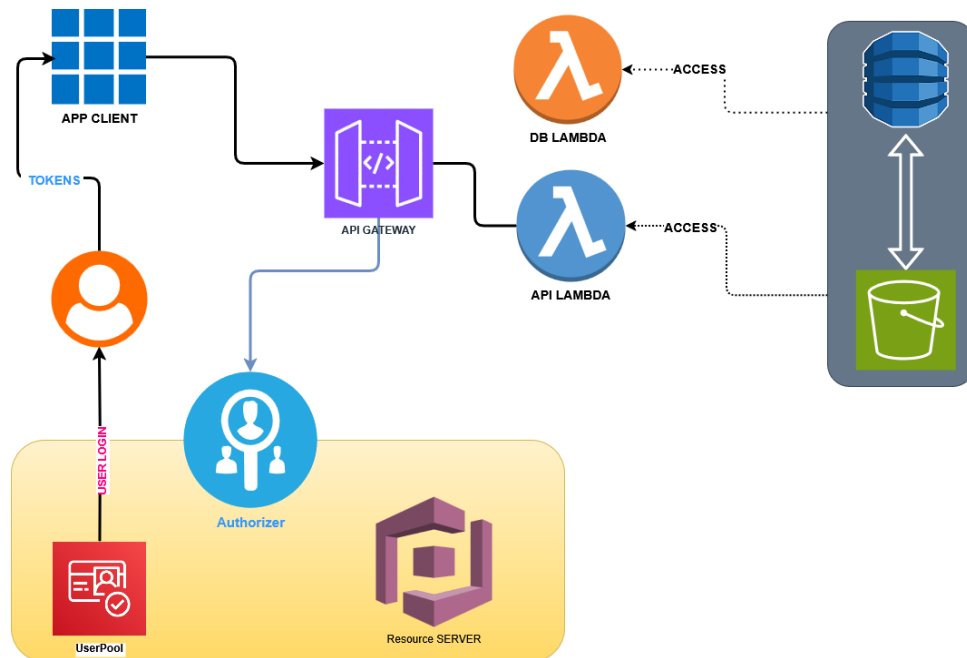 APP CLIENT
DB LAMBDA
ACCESS
TOKENS
API GATEWAY
API LAMBDA
ACCESS
USER LOGIN
Authorizer
Resource SERVER
UserPool